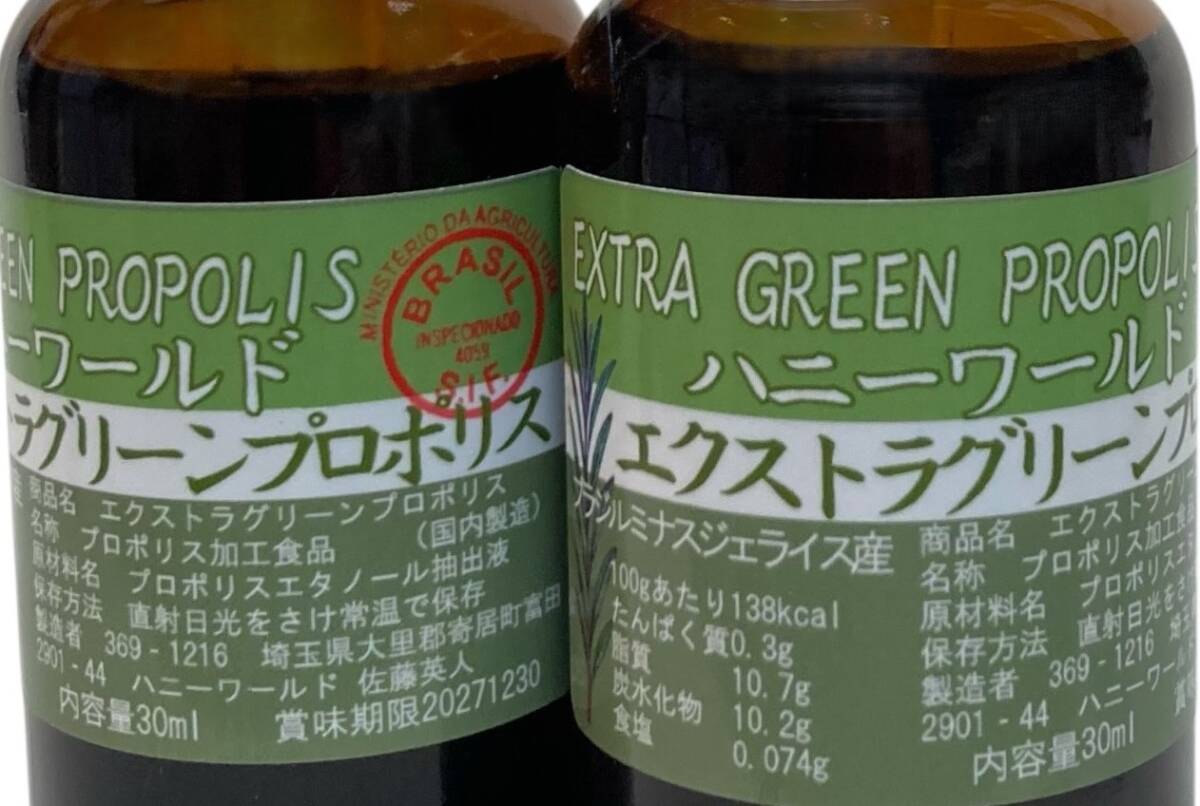 EEN PROPOLIS
ーワールド
MINISTÉRIO DA AGRICULTURA
BRASIL
INSPECIONADO
4059
S.I.F.
ラグリーンプロポリス
産 商品名 エクストラグリーンプロポリス
名称 プロポリス加工食品 (国内製造)
原材料名 プロポリスエタノール抽出液
保存方法 直射日光をさけ常温で保存
製造者 369-1216 埼玉県大里郡寄居町富田
2901-44 ハニーワールド 佐藤英人
内容量30ml 賞味期限20271230
EXTRA GREEN PROPOLIS
ハニーワールド
エクストラグリーンプ
ブラジルミナスジェライス産
100gあたり138kcal
たんぱく質0.3g
脂質 10.7g
炭水化物 10.2g
食塩 0.074g
商品名 エクストラグリ
名称 プロポリス加工食
原材料名 プロポリスエ
保存方法 直射日光をさ
製造者 369-1216 埼玉
2901-44 ハニーワール
内容量30ml 賞